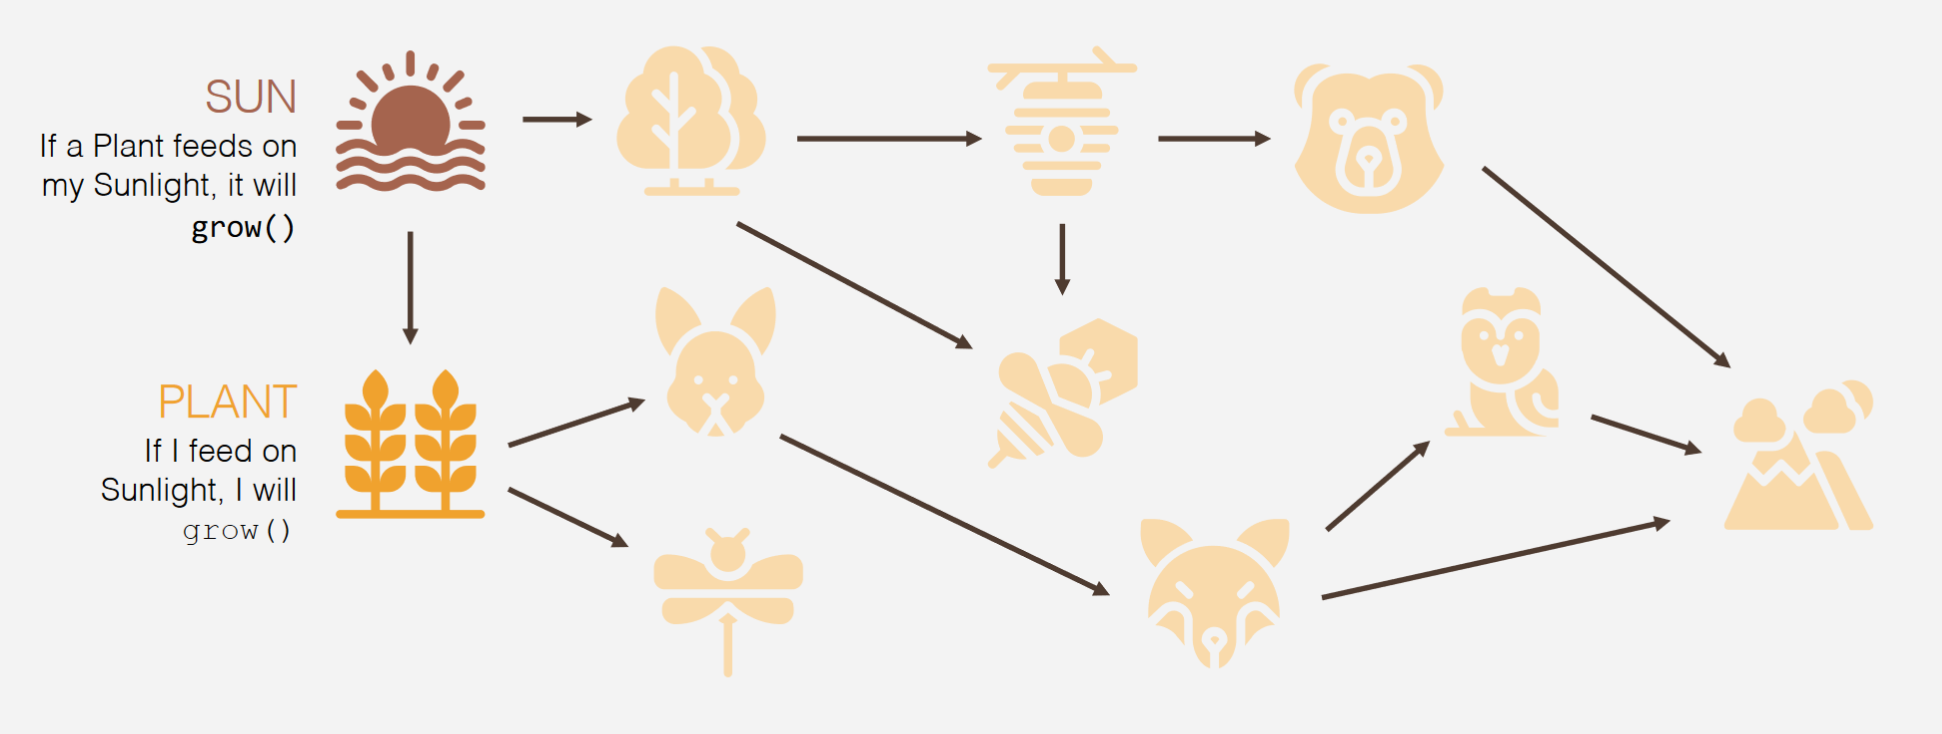 SUN
If a Plant feeds on
my Sunlight, it will
grow()
PLANT
If I feed on
Sunlight, I will
grow()